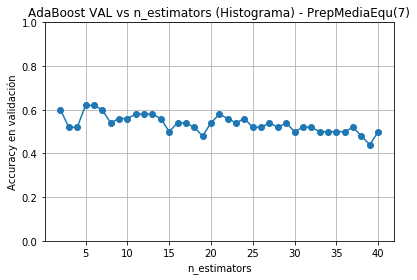 AdaBoost VAL vs n_estimators (Histograma) - PrepMediaEqu(7)
Accuracy en validación
1.0
0.8
0.6
0.4
0.2
0.0
5 10 15 20 25 30 35 40
n_estimators